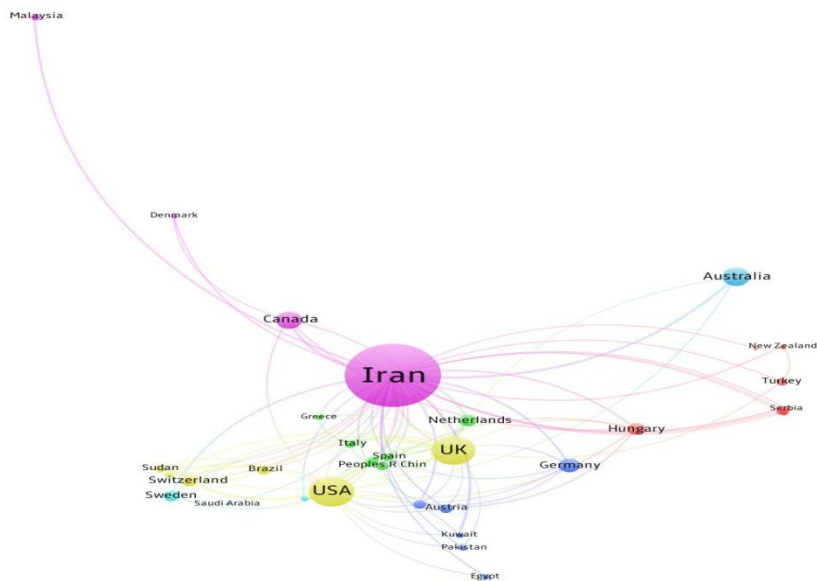 Malaysia
Denmark
Australia
Canada
New Zealand
Iran
Turkey
Serbia
Greece
Netherlands
Hungary
Italy
UK
Spain
Peoples R Chin
Germany
Sudan
Brazil
Switzerland
USA
Sweden
Saudi Arabia
Austria
Kuwait
Pakistan
Egypt